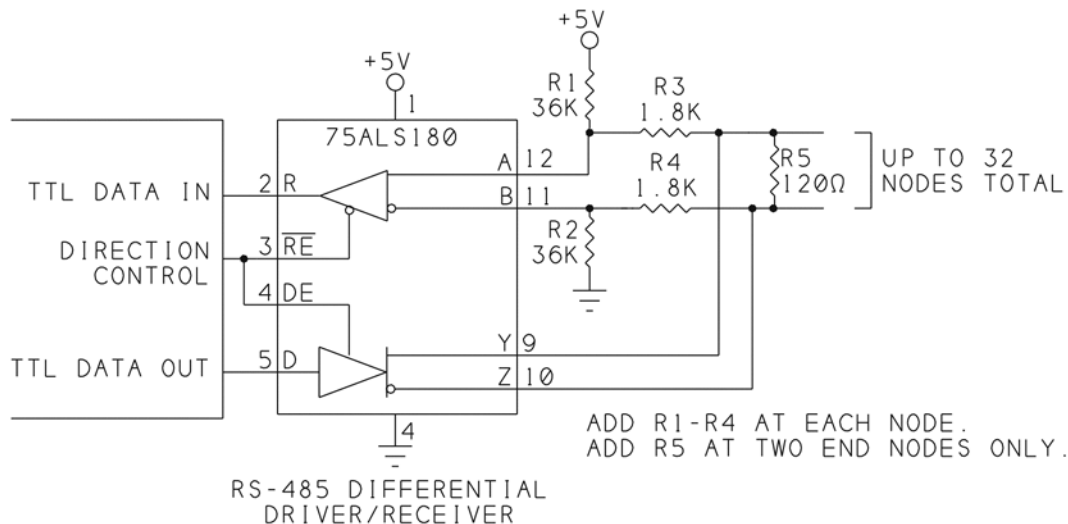 +5V
+5V
1
R1
36K
R3
1.8K
75ALS180
A 12
R4
1.8K
R5
120Ω
UP TO 32
NODES TOTAL
TTL DATA IN
2 R
B 11
DIRECTION
CONTROL
3 RE
R2
36K
4 DE
Y 9
TTL DATA OUT
5 D
Z 10
4
ADD R1-R4 AT EACH NODE.
ADD R5 AT TWO END NODES ONLY.
RS-485 DIFFERENTIAL
DRIVER/RECEIVER